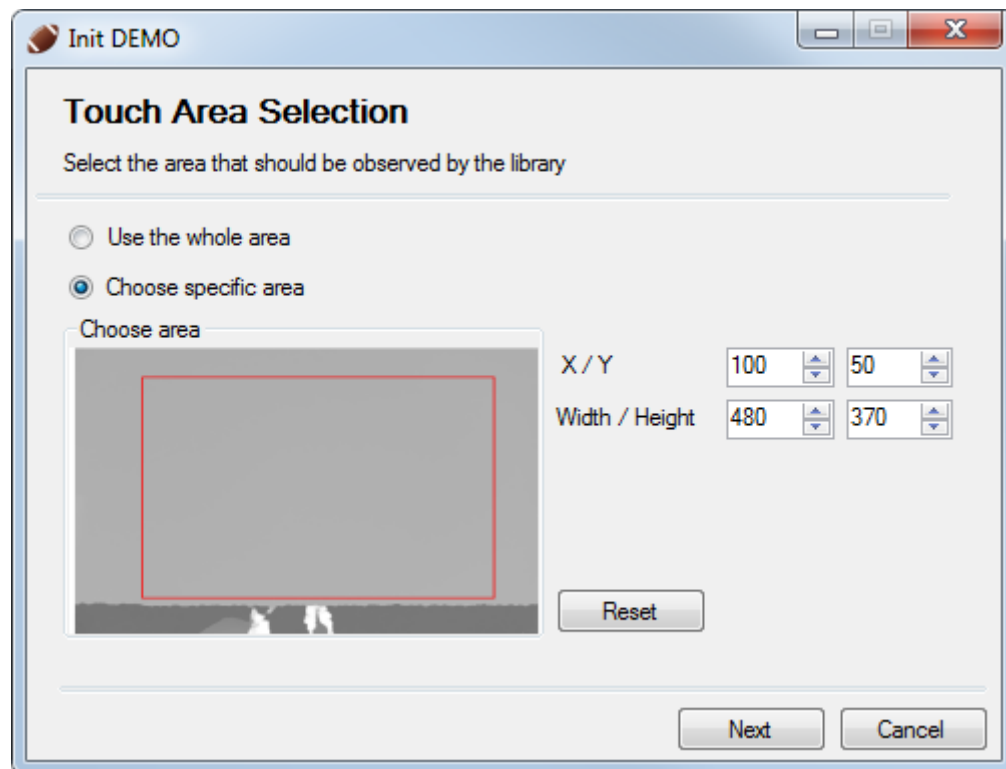 Init DEMO
Touch Area Selection
Select the area that should be observed by the library
Use the whole area
Choose specific area
Choose area
X / Y 100 50
Width / Height 480 370
Reset
Next Cancel